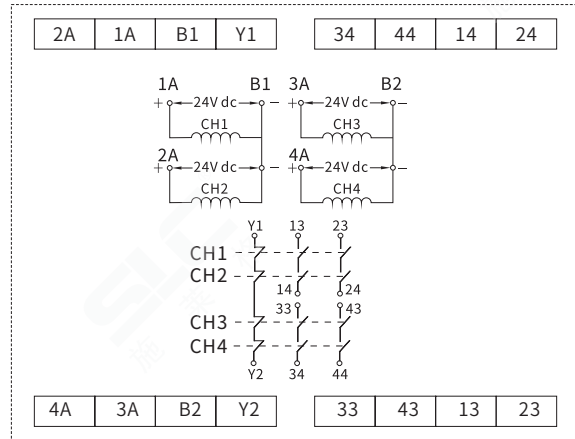 2A 1A B1 Y1 34 44 14 24
1A B1 3A B2
+ 24V dc - + 24V dc -
CH1 CH3
2A 4A
+ 24V dc - + 24V dc -
CH2 CH4
Y1 13 23
CH1
CH2
14 24
33 43
CH3
CH4
Y2 34 44
4A 3A B2 Y2 33 43 13 23
SLC